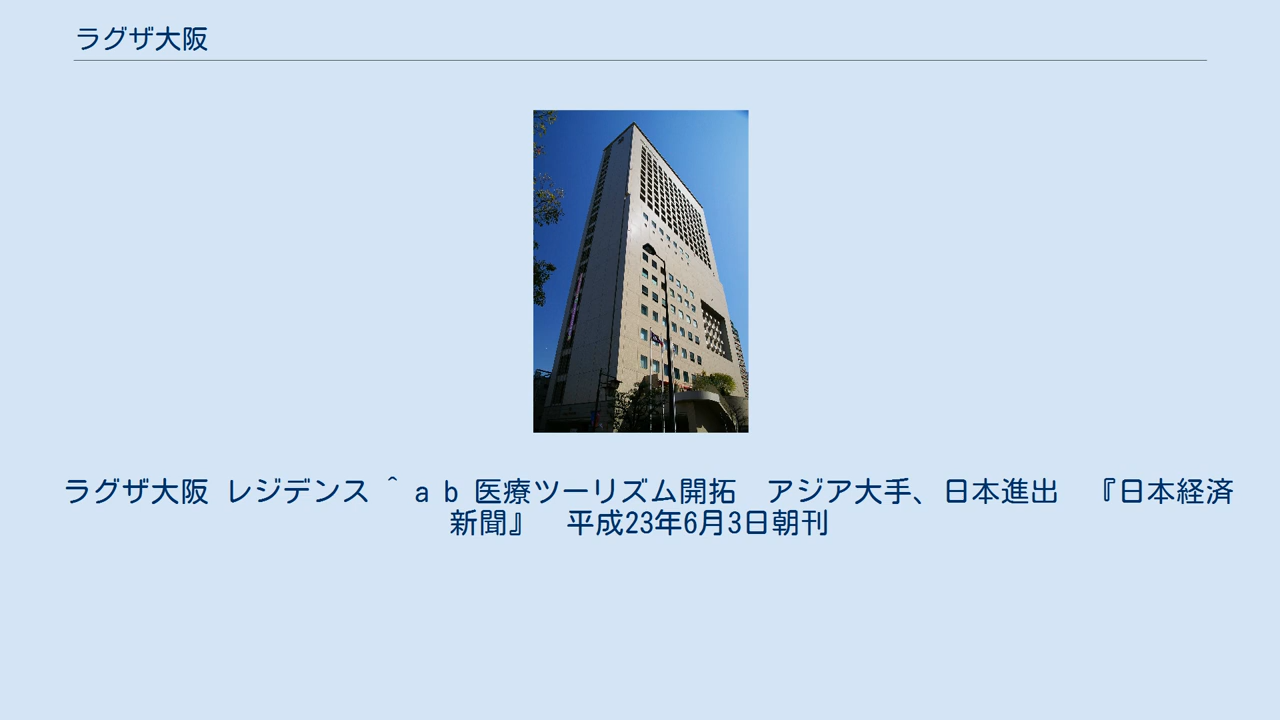 ラグザ大阪
ラグザ大阪 レジデンス ^ a b 医療ツーリズム開拓　アジア大手、日本進出　『日本経済
新聞』　平成23年6月3日朝刊